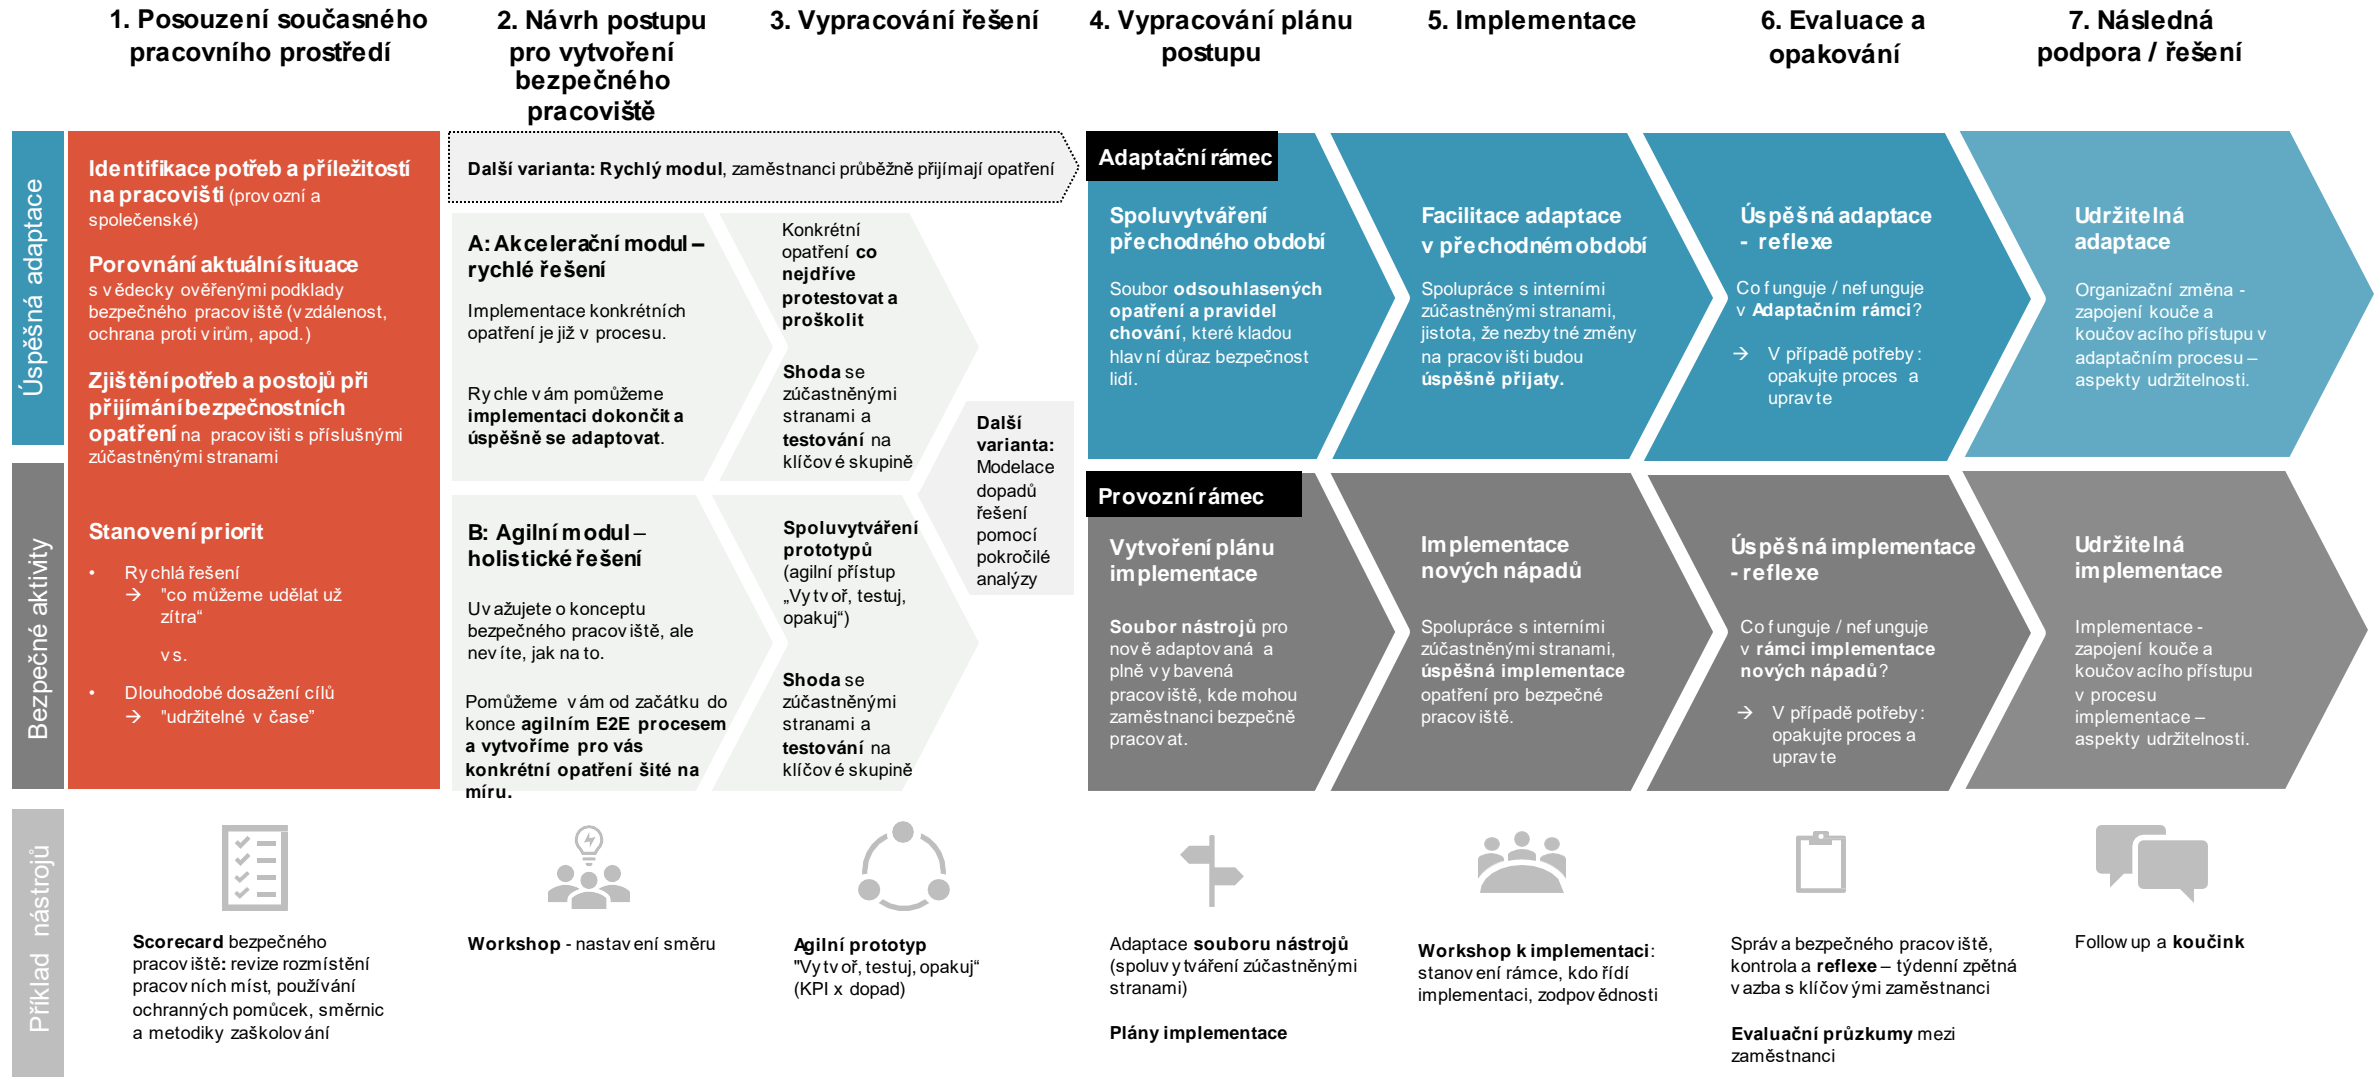 1. Posouzení současného
pracovního prostředí
2. Návrh postupu
pro vytvoření
bezpečného
pracoviště
3. Vypracování řešení
4. Vypracování plánu
postupu
5. Implementace
6. Evaluace a
opakování
7. Následná
podpora / řešení
Úspěšná adaptace
Identifikace potřeb a příležitostí
na pracovišti (provozní a
společenské)
Porovnání aktuální situace
s vědecky ověřenými podklady
bezpečného pracoviště (vzdálenost,
ochrana proti virům, apod.)
Zjištění potřeb a postojů při
přijímání bezpečnostních
opatření na pracovišti s příslušnými
zúčastněnými stranami
Stanovení priorit
• Rychlá řešení
→ "co můžeme udělat už
zítra“
vs.
• Dlouhodobé dosažení cílů
→ "udržitelné v čase”
Další varianta: Rychlý modul, zaměstnanci průběžně přijímají opatření
A: Akcelerační modul –
rychlé řešení
Implementace konkrétních
opatření je již v procesu.
Rychle vám pomůžeme
implementaci dokončit a
úspěšně se adaptovat.
Konkrétní
opatření co
nejdříve
protestovat a
proškolit
Shoda se
zúčastněnými
stranami a
testování na
klíčové skupině
Další
varianta:
Modelace
dopadů
řešení
pomocí
pokročilé
analýzy
Adaptační rámec
Spoluvytváření
přechodného období
Soubor odsouhlasených
opatření a pravidel
chování, které kladou
hlavní důraz bezpečnost
lidí.
Facilitace adaptace
v přechodném období
Spolupráce s interními
zúčastněnými stranami,
jistota, že nezbytné změny
na pracovišti budou
úspěšně přijaty.
Úspěšná adaptace
- reflexe
Co funguje / nefunguje
v Adaptačním rámci?
→ V případě potřeby:
opakujte proces a
upravte
Udržitelná
adaptace
Organizační změna -
zapojení kouče a
koučovacího přístupu v
adaptačním procesu –
aspekty udržitelnosti.
Bezpečné aktivity
B: Agilní modul –
holistické řešení
Uvažujete o konceptu
bezpečného pracoviště, ale
nevíte, jak na to.
Pomůžeme vám od začátku do
konce agilním E2E procesem
a vytvoříme pro vás
konkrétní opatření šité na
míru.
Spoluvytváření
prototypů
(agilní přístup
„Vytvoř, testuj,
opakuj“)
Shoda se
zúčastněnými
stranami a
testování na
klíčové skupině
Provozní rámec
Vytvoření plánu
implementace
Soubor nástrojů pro
nově adaptovaná a
plně vybavená
pracoviště, kde mohou
zaměstnanci bezpečně
pracovat.
Implementace
nových nápadů
Spolupráce s interními
zúčastněnými stranami,
úspěšná implementace
opatření pro bezpečné
pracoviště.
Úspěšná implementace
- reflexe
Co funguje / nefunguje
v rámci implementace
nových nápadů?
→ V případě potřeby:
opakujte proces a
upravte
Udržitelná
implementace
Implementace -
zapojení kouče a
koučovacího přístupu
v procesu
implementace –
aspekty udržitelnosti.
Příklad nástrojů
Scorecard bezpečného
pracoviště: revize rozmístění
pracovních míst, používání
ochranných pomůcek, směrnic
a metodiky zaškolování
Workshop - nastavení směru
Agilní prototyp
"Vytvoř, testuj, opakuj“
(KPI x dopad)
Adaptace souboru nástrojů
(spoluvytváření zúčastněnými
stranami)
Plány implementace
Workshop k implementaci:
stanovení rámce, kdo řídí
implementaci, zodpovědnosti
Správa bezpečného pracoviště,
kontrola a reflexe – týdenní zpětná
vazba s klíčovými zaměstnanci
Evaluační průzkumy mezi
zaměstnanci
Follow up a koučink